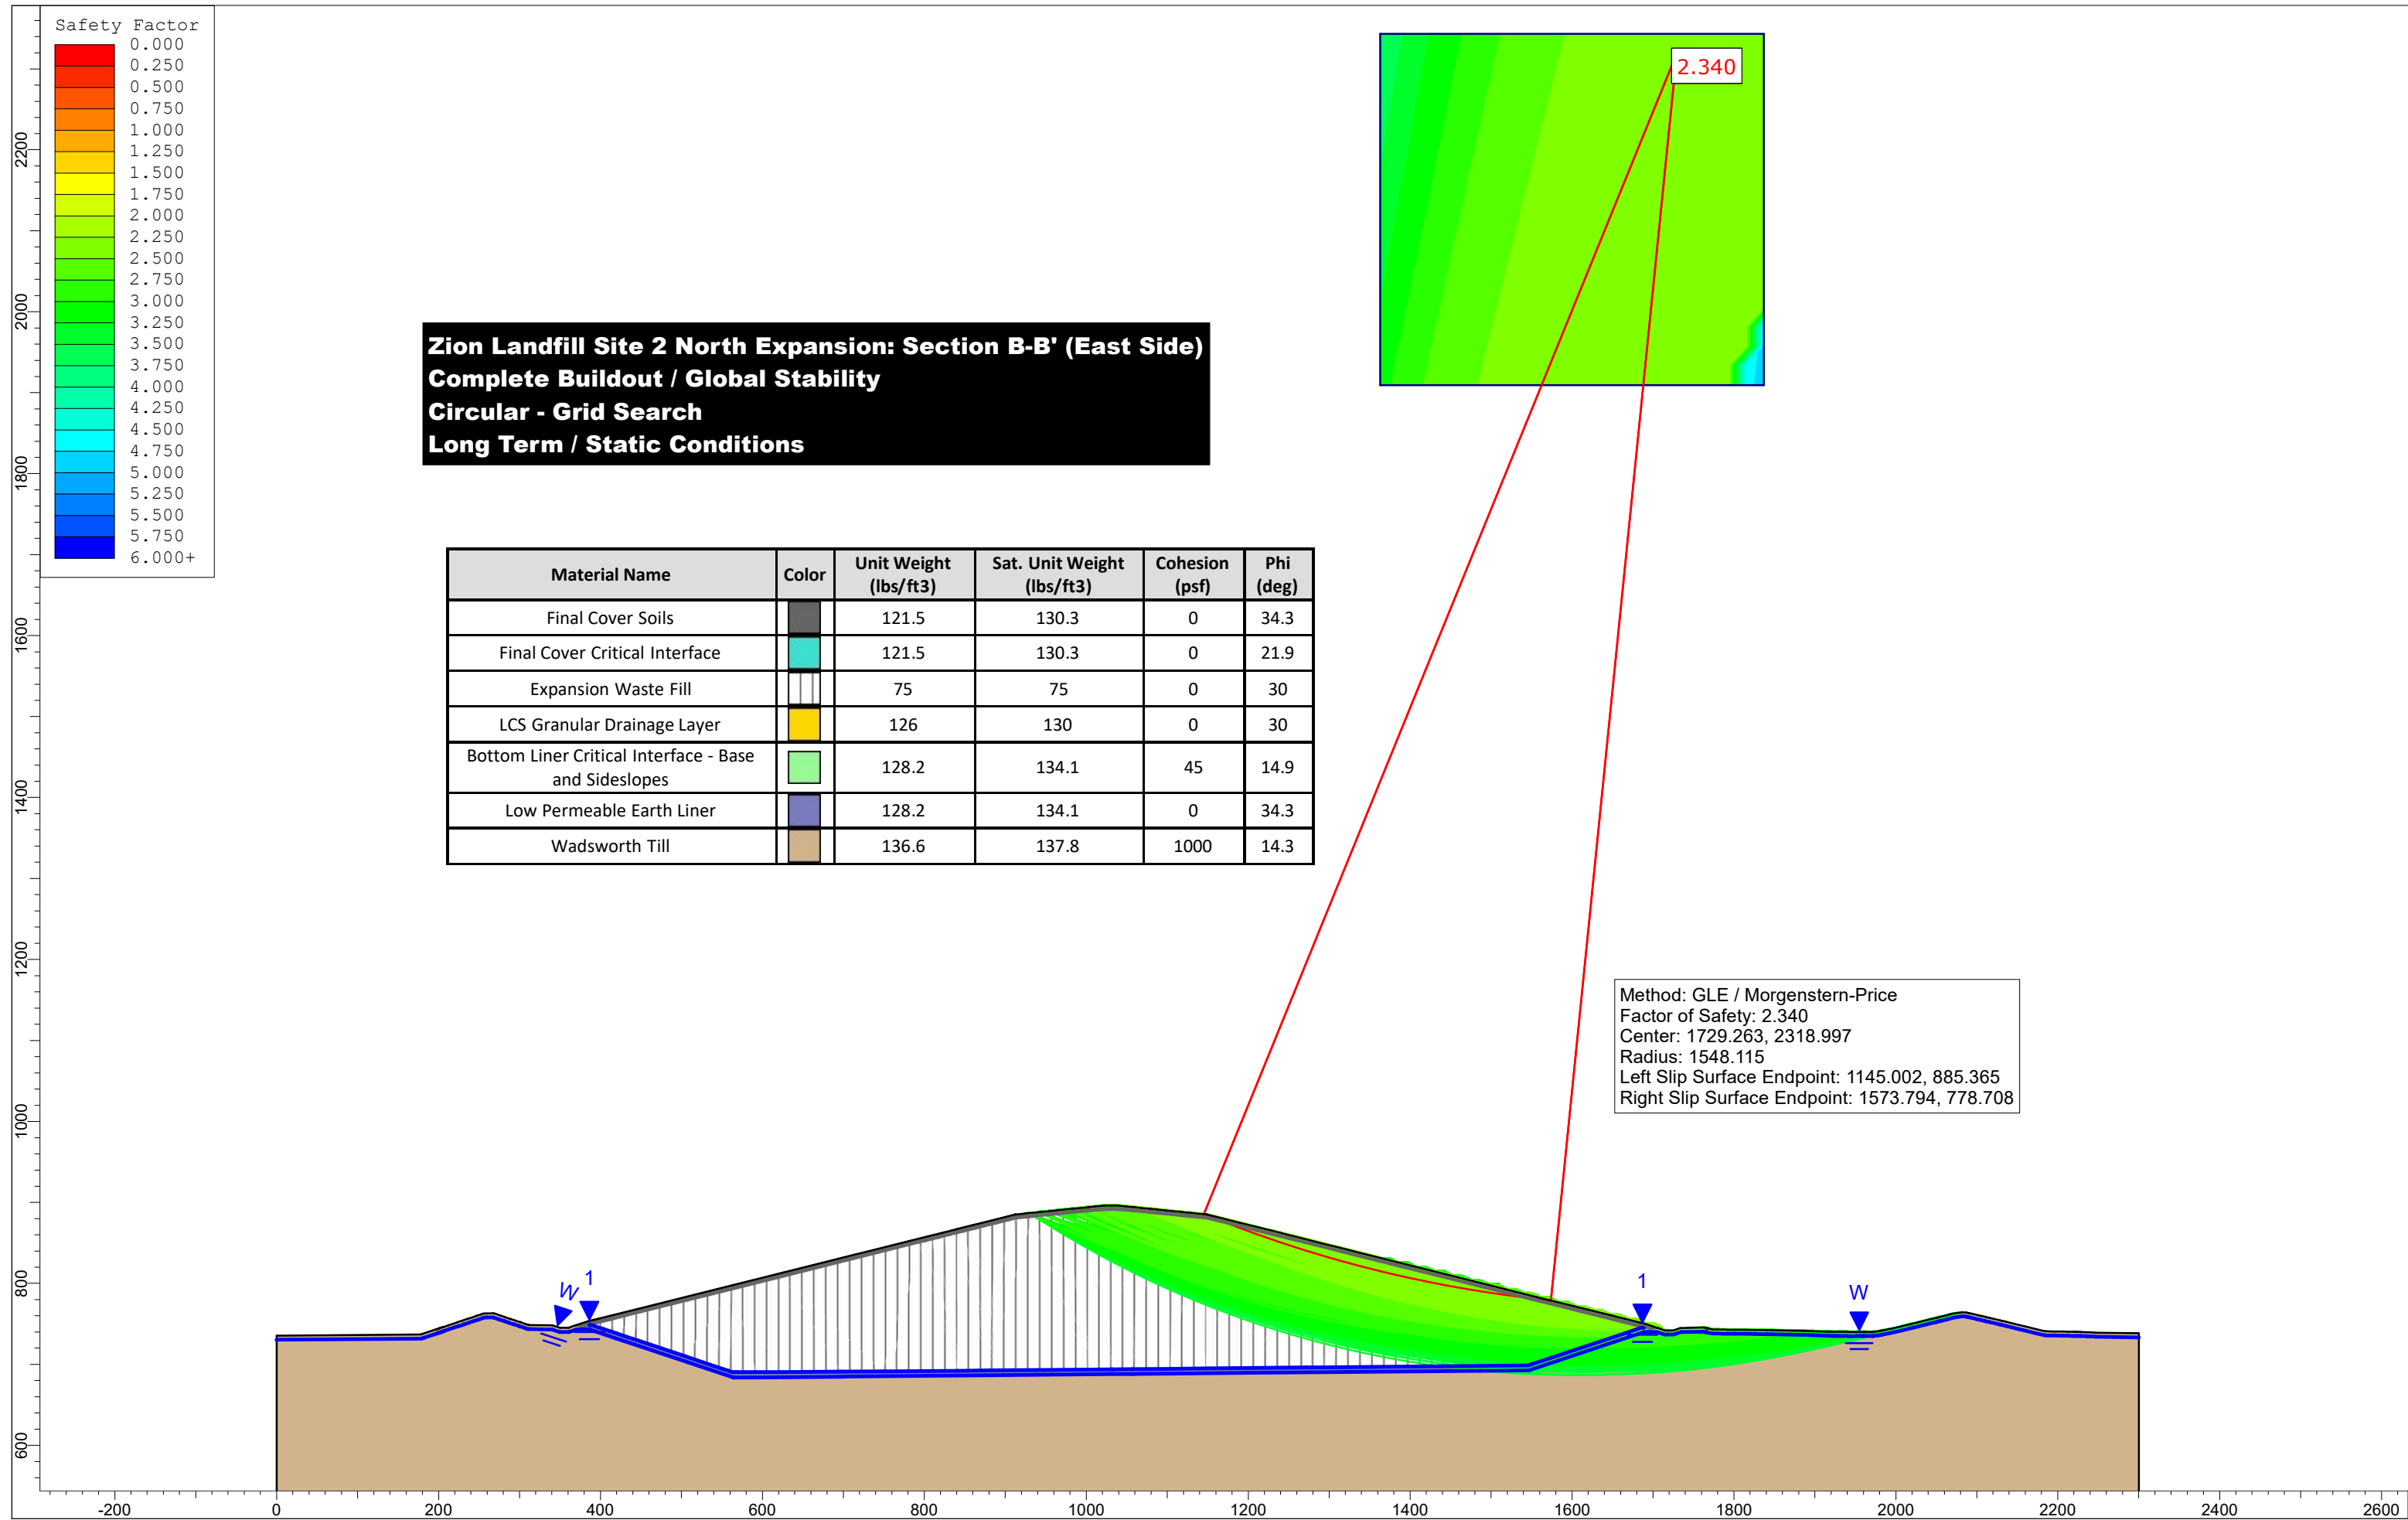 Safety Factor
0.000
0.250
0.500
0.750
1.000
1.250
1.500
1.750
2.000
2.250
2.500
2.750
3.000
3.250
3.500
3.750
4.000
4.250
4.500
4.750
5.000
5.250
5.500
5.750
6.000+
2.340
Zion Landfill Site 2 North Expansion: Section B-B' (East Side)
Complete Buildout / Global Stability
Circular - Grid Search
Long Term / Static Conditions
Material Name Color Unit Weight (lbs/ft3) Sat. Unit Weight (lbs/ft3) Cohesion (psf) Phi (deg)
Final Cover Soils 121.5 130.3 0 34.3
Final Cover Critical Interface 121.5 130.3 0 21.9
Expansion Waste Fill 75 75 0 30
LCS Granular Drainage Layer 126 130 0 30
Bottom Liner Critical Interface - Base and Sideslopes 128.2 134.1 45 14.9
Low Permeable Earth Liner 128.2 134.1 0 34.3
Wadsworth Till 136.6 137.8 1000 14.3
Method: GLE / Morgenstern-Price
Factor of Safety: 2.340
Center: 1729.263, 2318.997
Radius: 1548.115
Left Slip Surface Endpoint: 1145.002, 885.365
Right Slip Surface Endpoint: 1573.794, 778.708
W
1
1
W
2200
2000
1800
1600
1400
1200
1000
800
600
-200 0 200 400 600 800 1000 1200 1400 1600 1800 2000 2200 2400 2600